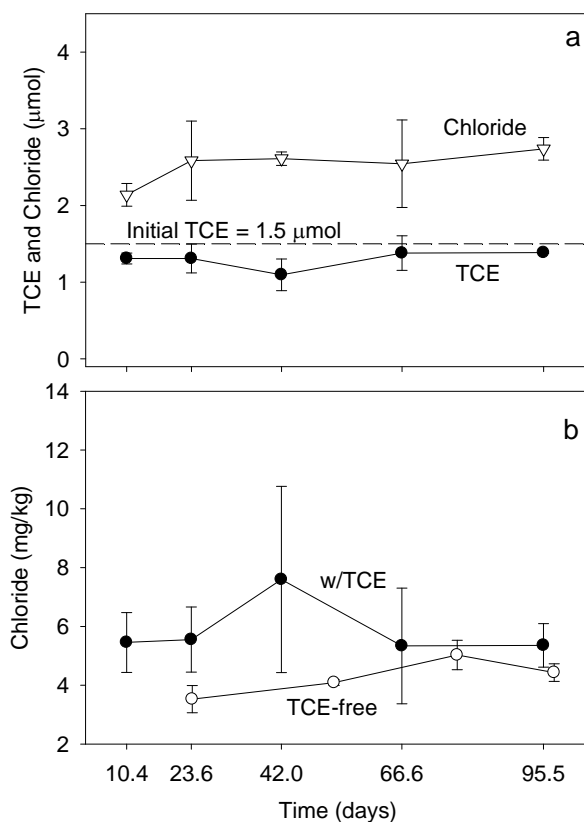 a
4
3
2
1
0
TCE and Chloride (μmol)
Chloride
Initial TCE = 1.5 μmol
TCE
b
14
12
10
8
6
4
2
Chloride (mg/kg)
w/TCE
TCE-free
10.4 23.6 42.0 66.6 95.5
Time (days)